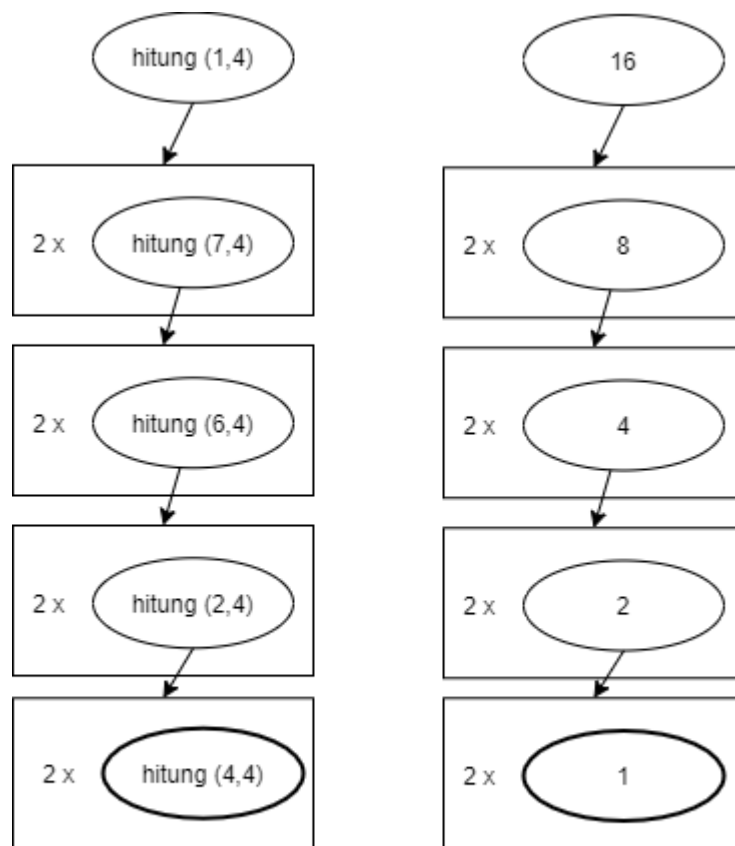 hitung (1,4)
2 x hitung (7,4)
2 x hitung (6,4)
2 x hitung (2,4)
2 x hitung (4,4)
16
2 x 8
2 x 4
2 x 2
2 x 1